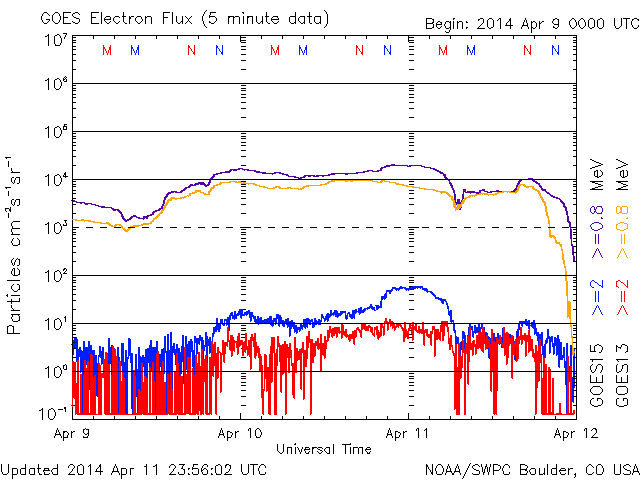 GOES Electron Flux (5 minute data)
Begin: 2014 Apr 9 0000 UTC
10⁷
M M N N M M N N M M N N
10⁶
10⁵
10⁴
10³
10²
10¹
10⁰
10⁻¹
Particles cm⁻²s⁻¹sr⁻¹
Apr 9
Apr 10
Apr 11
Apr 12
Universal Time
GOES15 >=2 >=0.8 MeV
GOES13 >=2 >=0.8 MeV
Updated 2014 Apr 11 23:56:02 UTC
NOAA/SWPC Boulder, CO USA